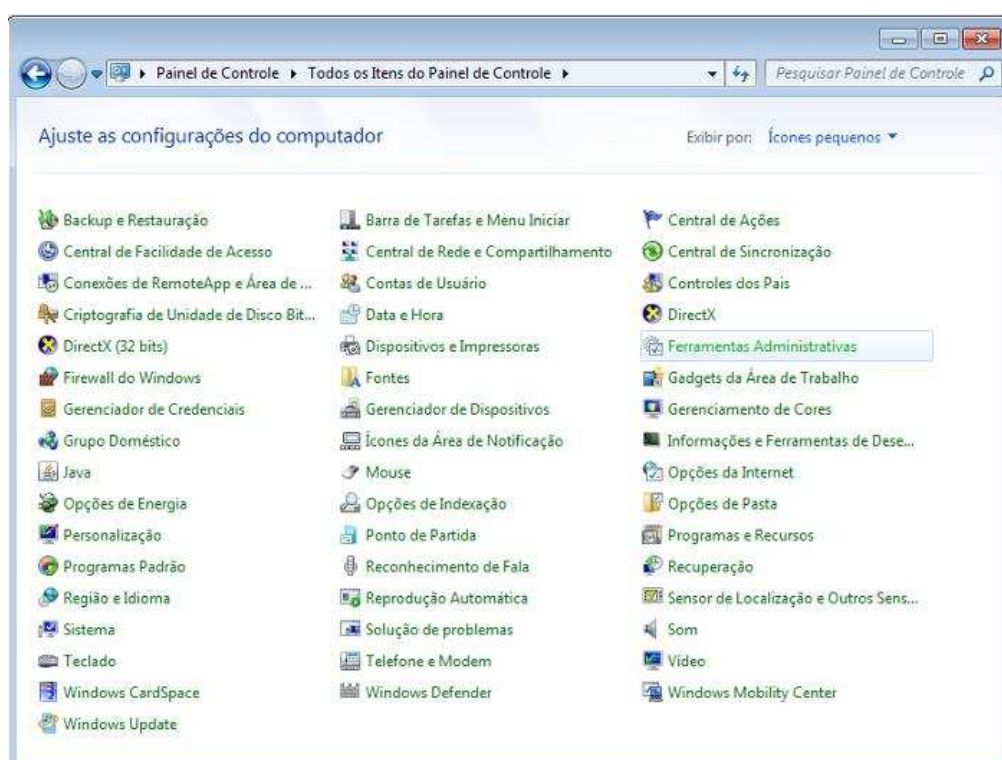 Painel de Controle Todos os Itens do Painel de Controle Pesquisar Painel de Controle
Ajuste as configurações do computador Exibir por: Ícones pequenos
Backup e Restauração Barra de Tarefas e Menu Iniciar Central de Ações
Central de Facilidade de Acesso Central de Rede e Compartilhamento Central de Sincronização
Conexões de RemoteApp e Área de ... Contas de Usuário Controles dos Pais
Criptografia de Unidade de Disco Bit... Data e Hora DirectX
DirectX (32 bits) Dispositivos e Impressoras Ferramentas Administrativas
Firewall do Windows Fontes Gadgets da Área de Trabalho
Gerenciador de Credenciais Gerenciador de Dispositivos Gerenciamento de Cores
Grupo Doméstico Ícones da Área de Notificação Informações e Ferramentas de Dese...
Java Mouse Opções da Internet
Opções de Energia Opções de Indexação Opções de Pasta
Personalização Ponto de Partida Programas e Recursos
Programas Padrão Reconhecimento de Fala Recuperação
Região e Idioma Reprodução Automática Sensor de Localização e Outros Sens...
Sistema Solução de problemas Som
Teclado Telefone e Modem Vídeo
Windows CardSpace Windows Defender Windows Mobility Center
Windows Update